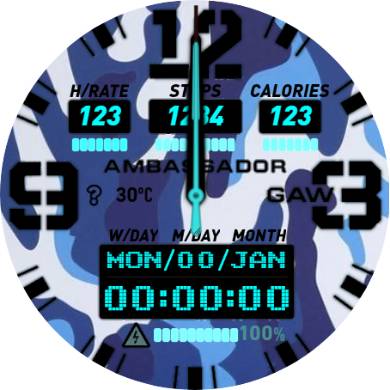 12
H/RATE STEPS CALORIES
123 1234 123
AMBASSADOR
9 ? 30°C GAW 3
W/DAY M/DAY MONTH
MON/00/JAN
00:00:00
100%